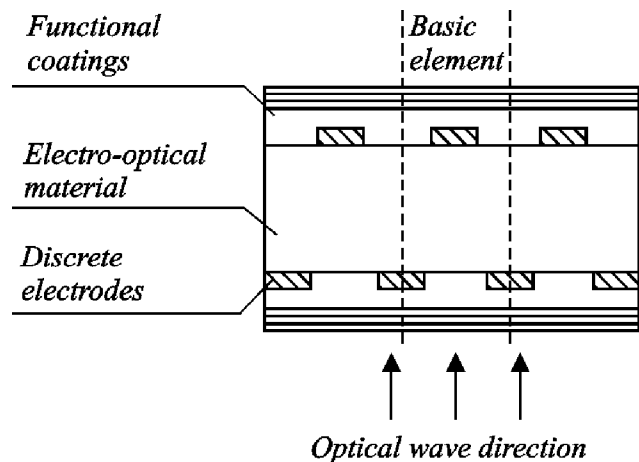 Functional
coatings
Basic
element
Electro-optical
material
Discrete
electrodes
Optical wave direction